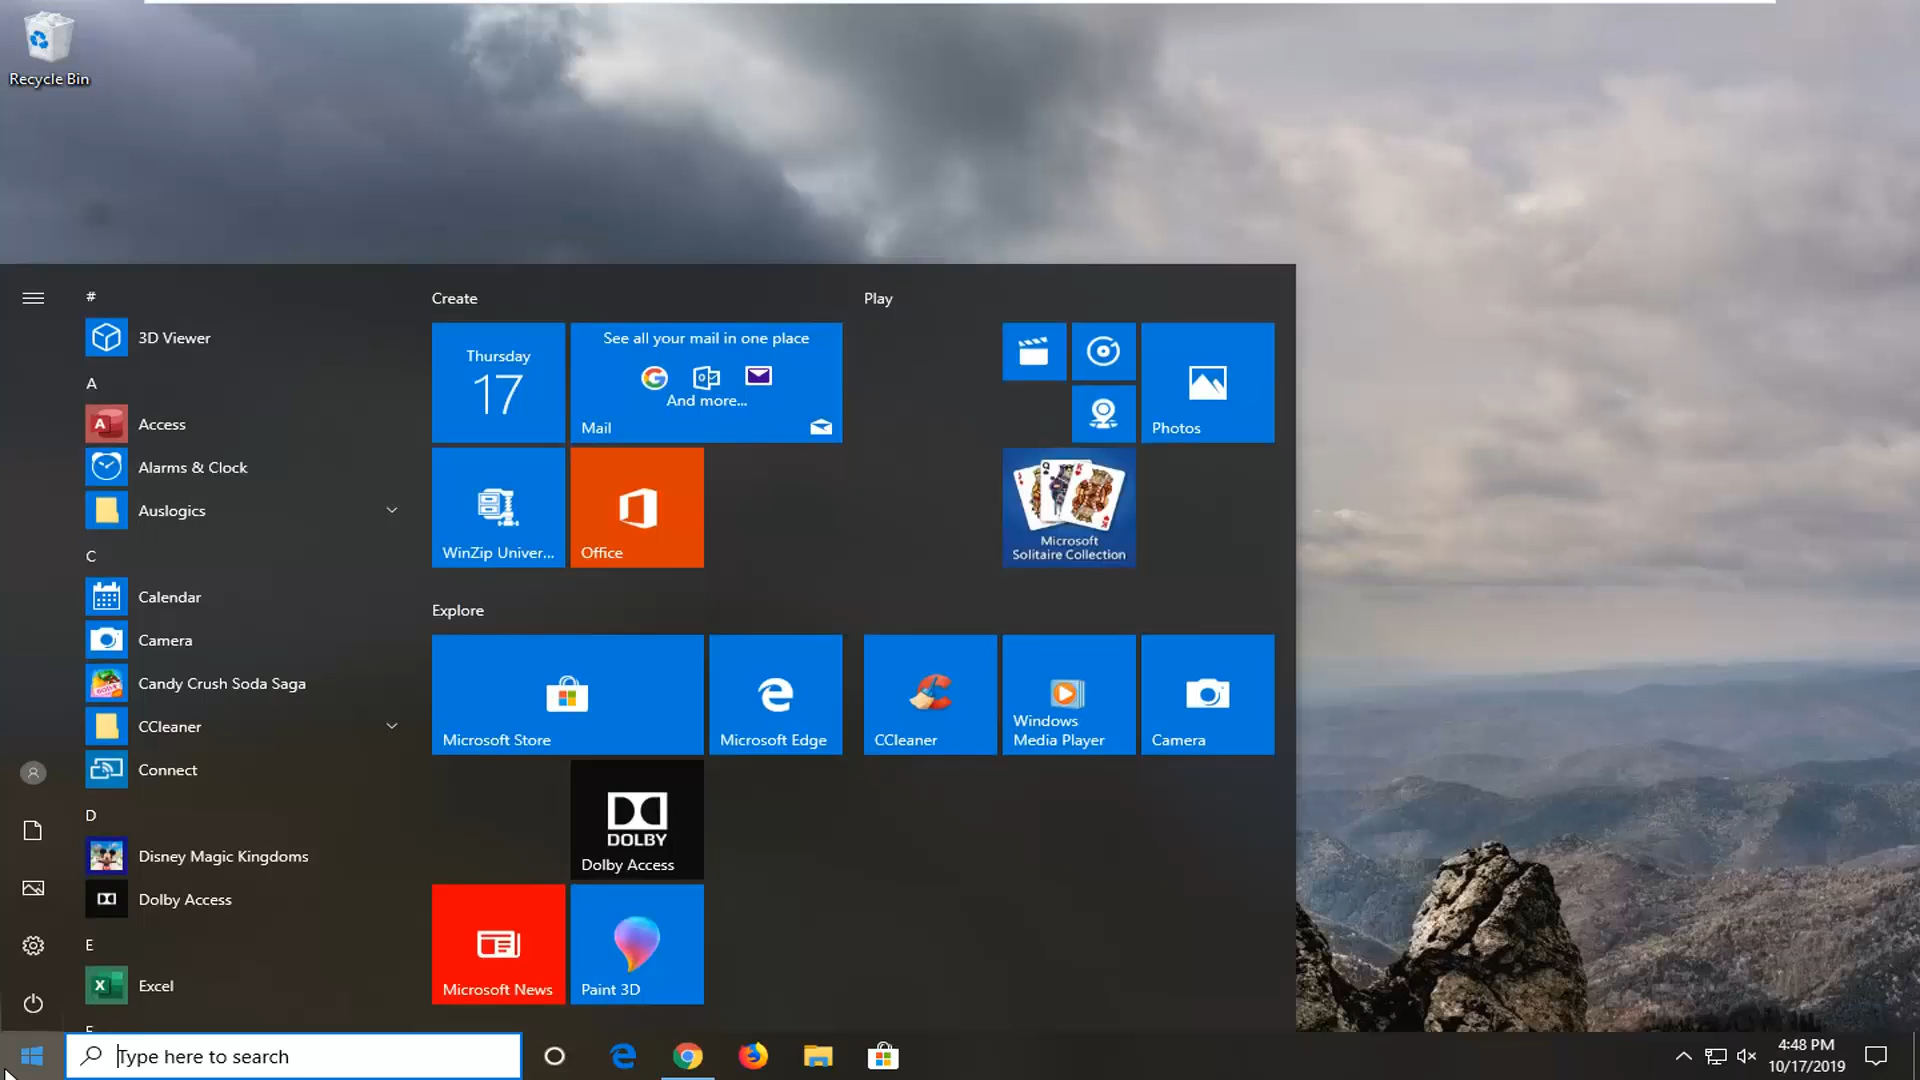 Recycle Bin
#
3D Viewer
A
Access
Alarms & Clock
Auslogics
C
Calendar
Camera
Candy Crush Soda Saga
CCleaner
Connect
D
Disney Magic Kingdoms
Dolby Access
E
Excel
Create
Thursday
17
See all your mail in one place
And more...
Mail
WinZip Univer...
Office
Explore
Microsoft Store
Microsoft Edge
DOLBY
Dolby Access
Microsoft News
Paint 3D
Play
Photos
Microsoft
Solitaire Collection
CCleaner
Windows
Media Player
Camera
Type here to search
4:48 PM
10/17/2019